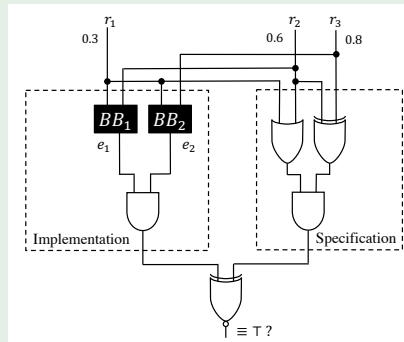 r₁ r₂ r₃
0.3 0.6 0.8
BB₁ BB₂
e₁ e₂
Implementation Specification
≡ ⊤ ?